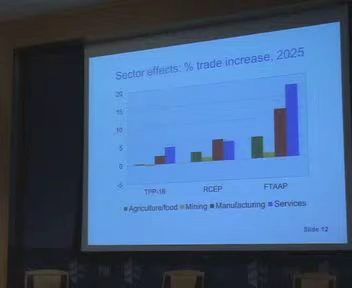 Sector effects: % trade increase, 2025
20
15
10
5
0
-5
TPP-16 RCEP FTAAP
Agriculture/food Mining Manufacturing Services
Slide 12